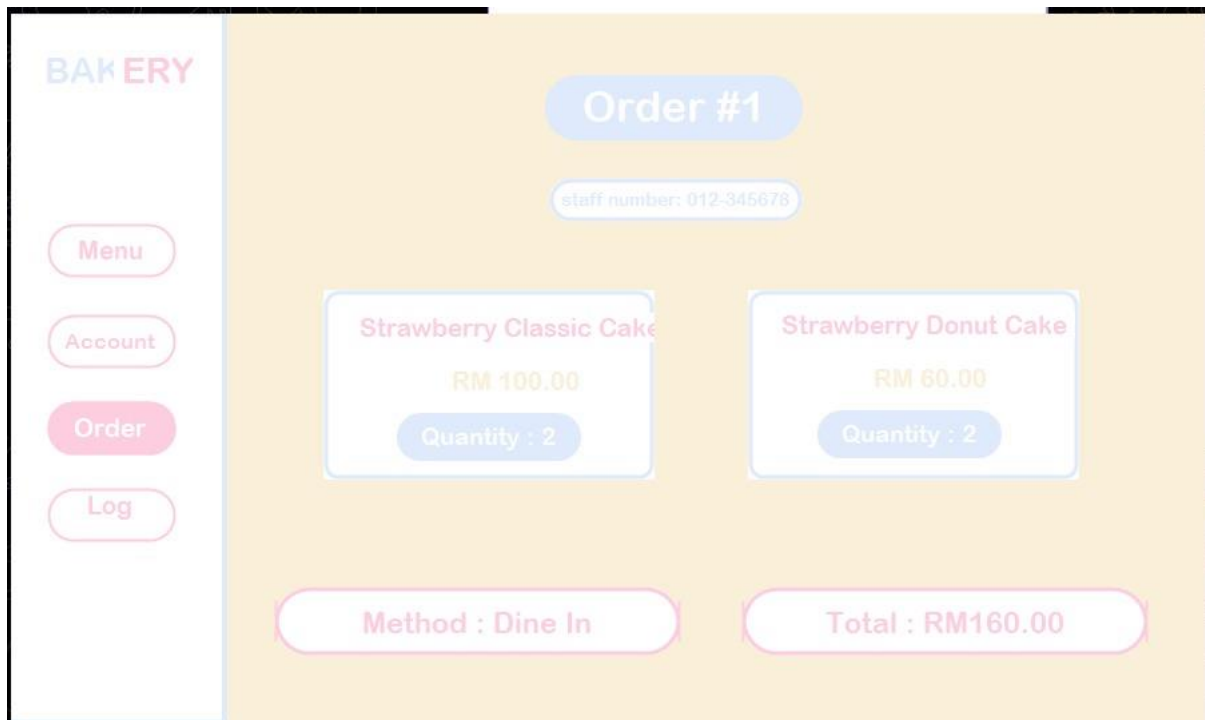 BAKERY
Order #1
staff number: 012-345678
Menu
Account
Order
Log
Strawberry Classic Cake
RM 100.00
Quantity : 2
Strawberry Donut Cake
RM 60.00
Quantity : 2
Method : Dine In
Total : RM160.00